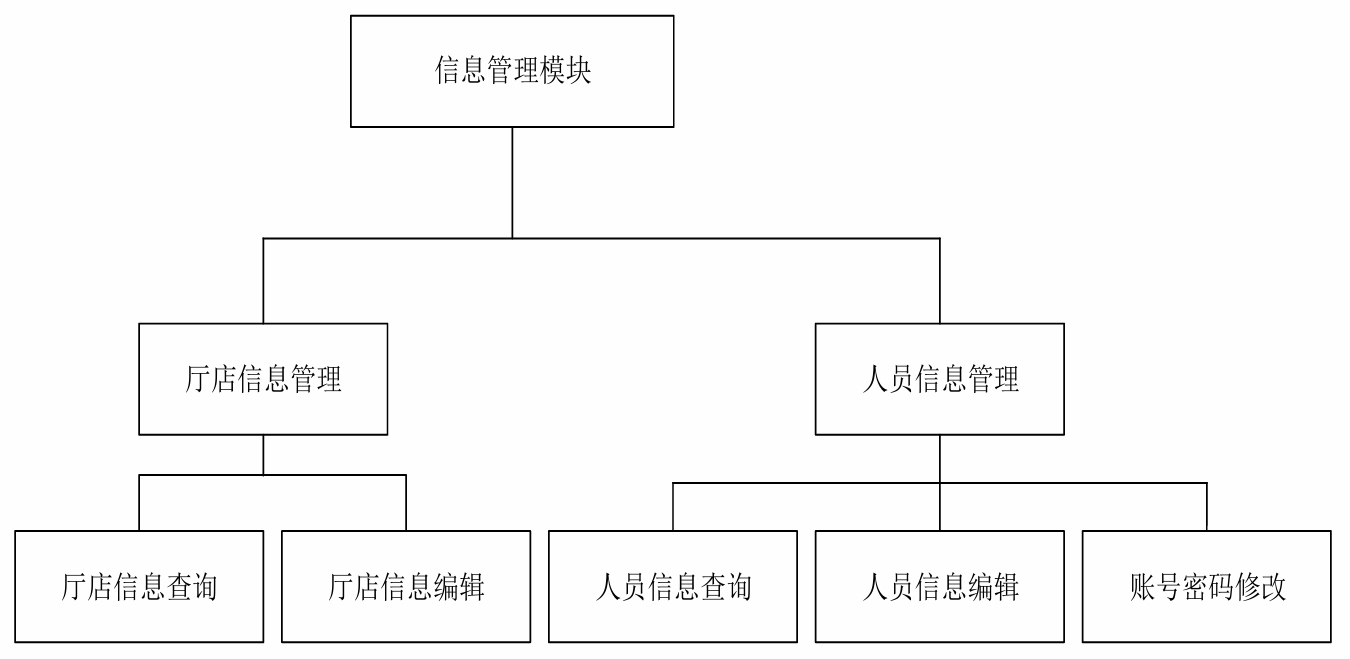 信息管理模块
厅店信息管理
人员信息管理
厅店信息查询
厅店信息编辑
人员信息查询
人员信息编辑
账号密码修改